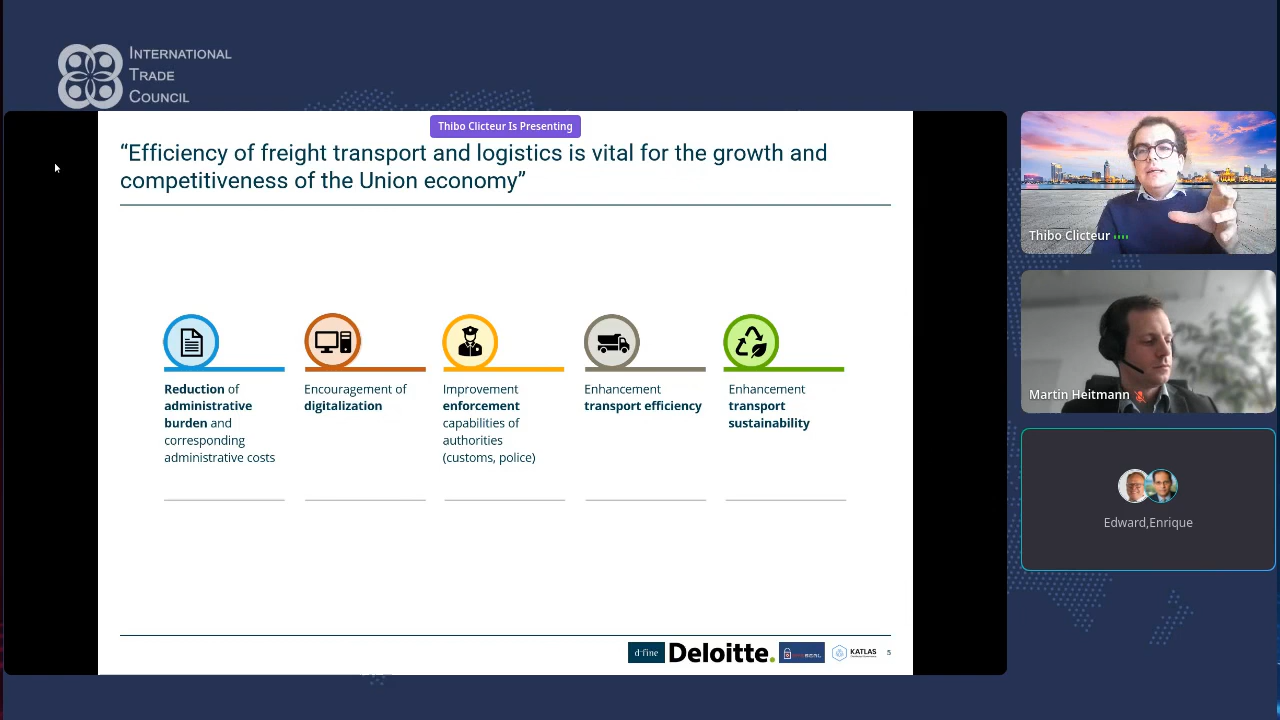 INTERNATIONAL
TRADE
COUNCIL
Thibo Clicteur Is Presenting
“Efficiency of freight transport and logistics is vital for the growth and
competitiveness of the Union economy”
Reduction of
administrative
burden and
corresponding
administrative costs
Encouragement of
digitalization
Improvement
enforcement
capabilities of
authorities
(customs, police)
Enhancement
transport efficiency
Enhancement
transport
sustainability
d-fine
Deloitte.
KATLAS
5
Thibo Clicteur
Martin Heitmann
Edward,Enrique